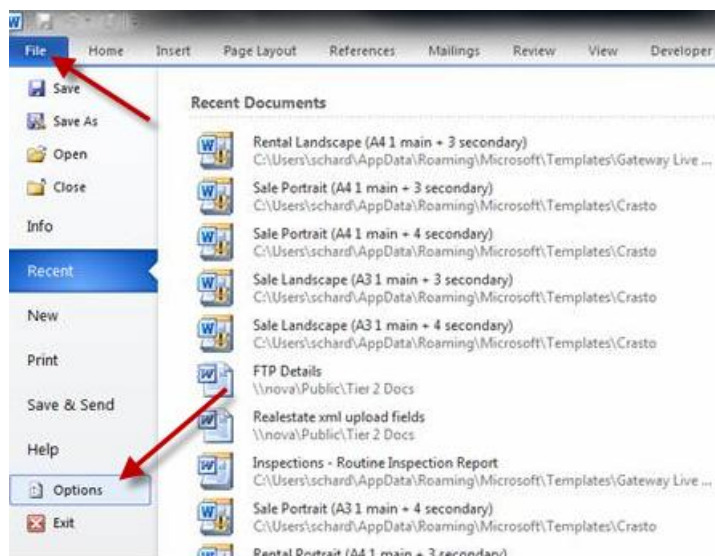 File Home Insert Page Layout References Mailings Review View Developer
Save
Save As
Open
Close
Info
Recent
New
Print
Save & Send
Help
Options
Exit
Recent Documents
Rental Landscape (A4 1 main + 3 secondary)
C:\Users\schard\AppData\Roaming\Microsoft\Templates\Gateway Live ...
Sale Portrait (A4 1 main + 3 secondary)
C:\Users\schard\AppData\Roaming\Microsoft\Templates\Crasto
Sale Portrait (A4 1 main + 4 secondary)
C:\Users\schard\AppData\Roaming\Microsoft\Templates\Crasto
Sale Landscape (A3 1 main + 3 secondary)
C:\Users\schard\AppData\Roaming\Microsoft\Templates\Crasto
Sale Landscape (A3 1 main + 4 secondary)
C:\Users\schard\AppData\Roaming\Microsoft\Templates\Crasto
FTP Details
\\nova\Public\Tier 2 Docs
Realestate xml upload fields
\\nova\Public\Tier 2 Docs
Inspections - Routine Inspection Report
C:\Users\schard\AppData\Roaming\Microsoft\Templates\Gateway Live ...
Sale Portrait (A3 1 main + 4 secondary)
C:\Users\schard\AppData\Roaming\Microsoft\Templates\Crasto
Rental Portrait (A4 1 main + 3 secondary)